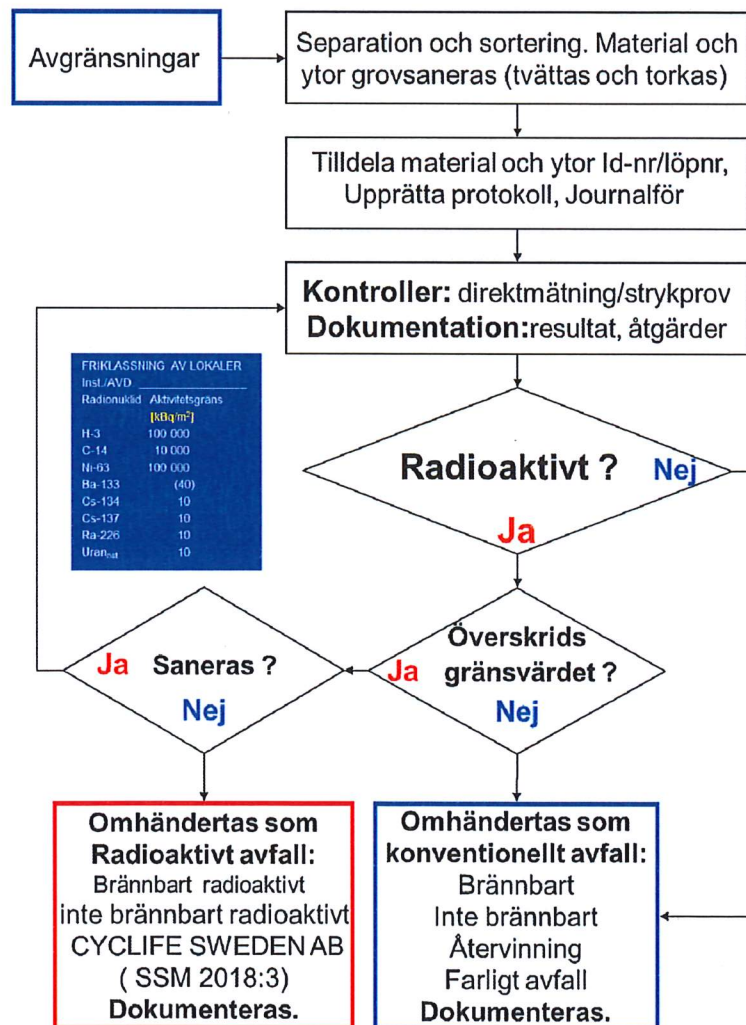 Avgränsningar
Separation och sortering. Material och
ytor grovsaneras (tvättas och torkas)
Tilldela material och ytor Id-nr/löpnr,
Upprätta protokoll, Journalför
Kontroller: direktmätning/strykprov
Dokumentation:resultat, åtgärder
FRIKLASSNING AV LOKALER
Inst./AVD
Radionuklid Aktivitetsgräns
[kBq/m²]
H-3 100 000
C-14 10 000
Ni-63 100 000
Ba-133 (40)
Cs-134 10
Cs-137 10
Ra-226 10
Uran nat 10
Radioaktivt ? Nej
Ja
Överskrids
gränsvärdet ?
Ja
Nej
Saneras ?
Ja
Nej
Omhändertas som
Radioaktivt avfall:
Brännbart radioaktivt
inte brännbart radioaktivt
CYCLIFE SWEDEN AB
( SSM 2018:3)
Dokumenteras.
Omhändertas som
konventionellt avfall:
Brännbart
Inte brännbart
Återvinning
Farligt avfall
Dokumenteras.